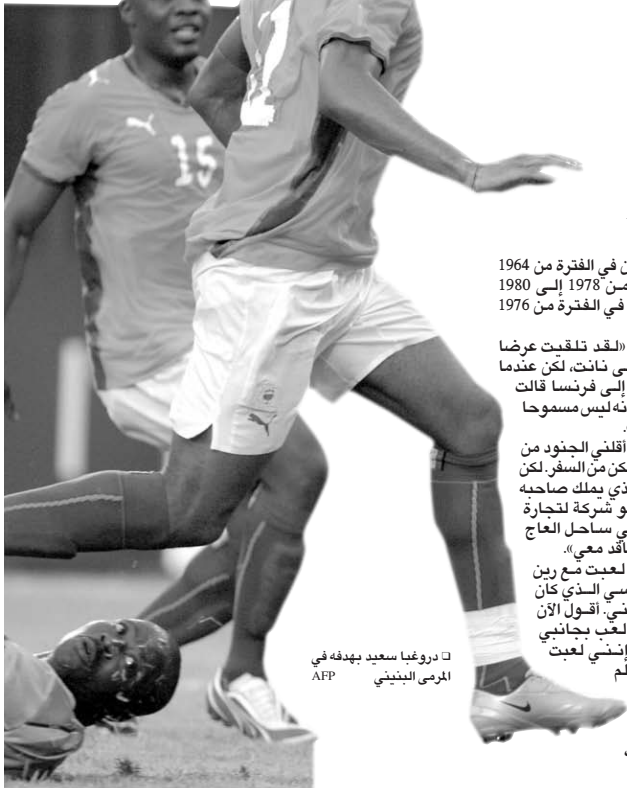 ن في الفترة من 1964
من 1978 إلى 1980
في الفترة من 1976
«لقد تلقيت عرضا
ى نانت، لكن عندما
إلى فرنسا قالت
نه ليس مسموحا
».
أقلني الجنود من
كن من السفر. لكن
ذي يملك صاحبه
و شركة لتجارة
ي ساحل العاج
اقد معي».
لعبت مع رين
سي الذي كان
ني. أقول الآن
لعب بجانبي
إنني لعبت
لم
□ دروغبا سعيد بهدفه في
المرمى البنيني AFP
15